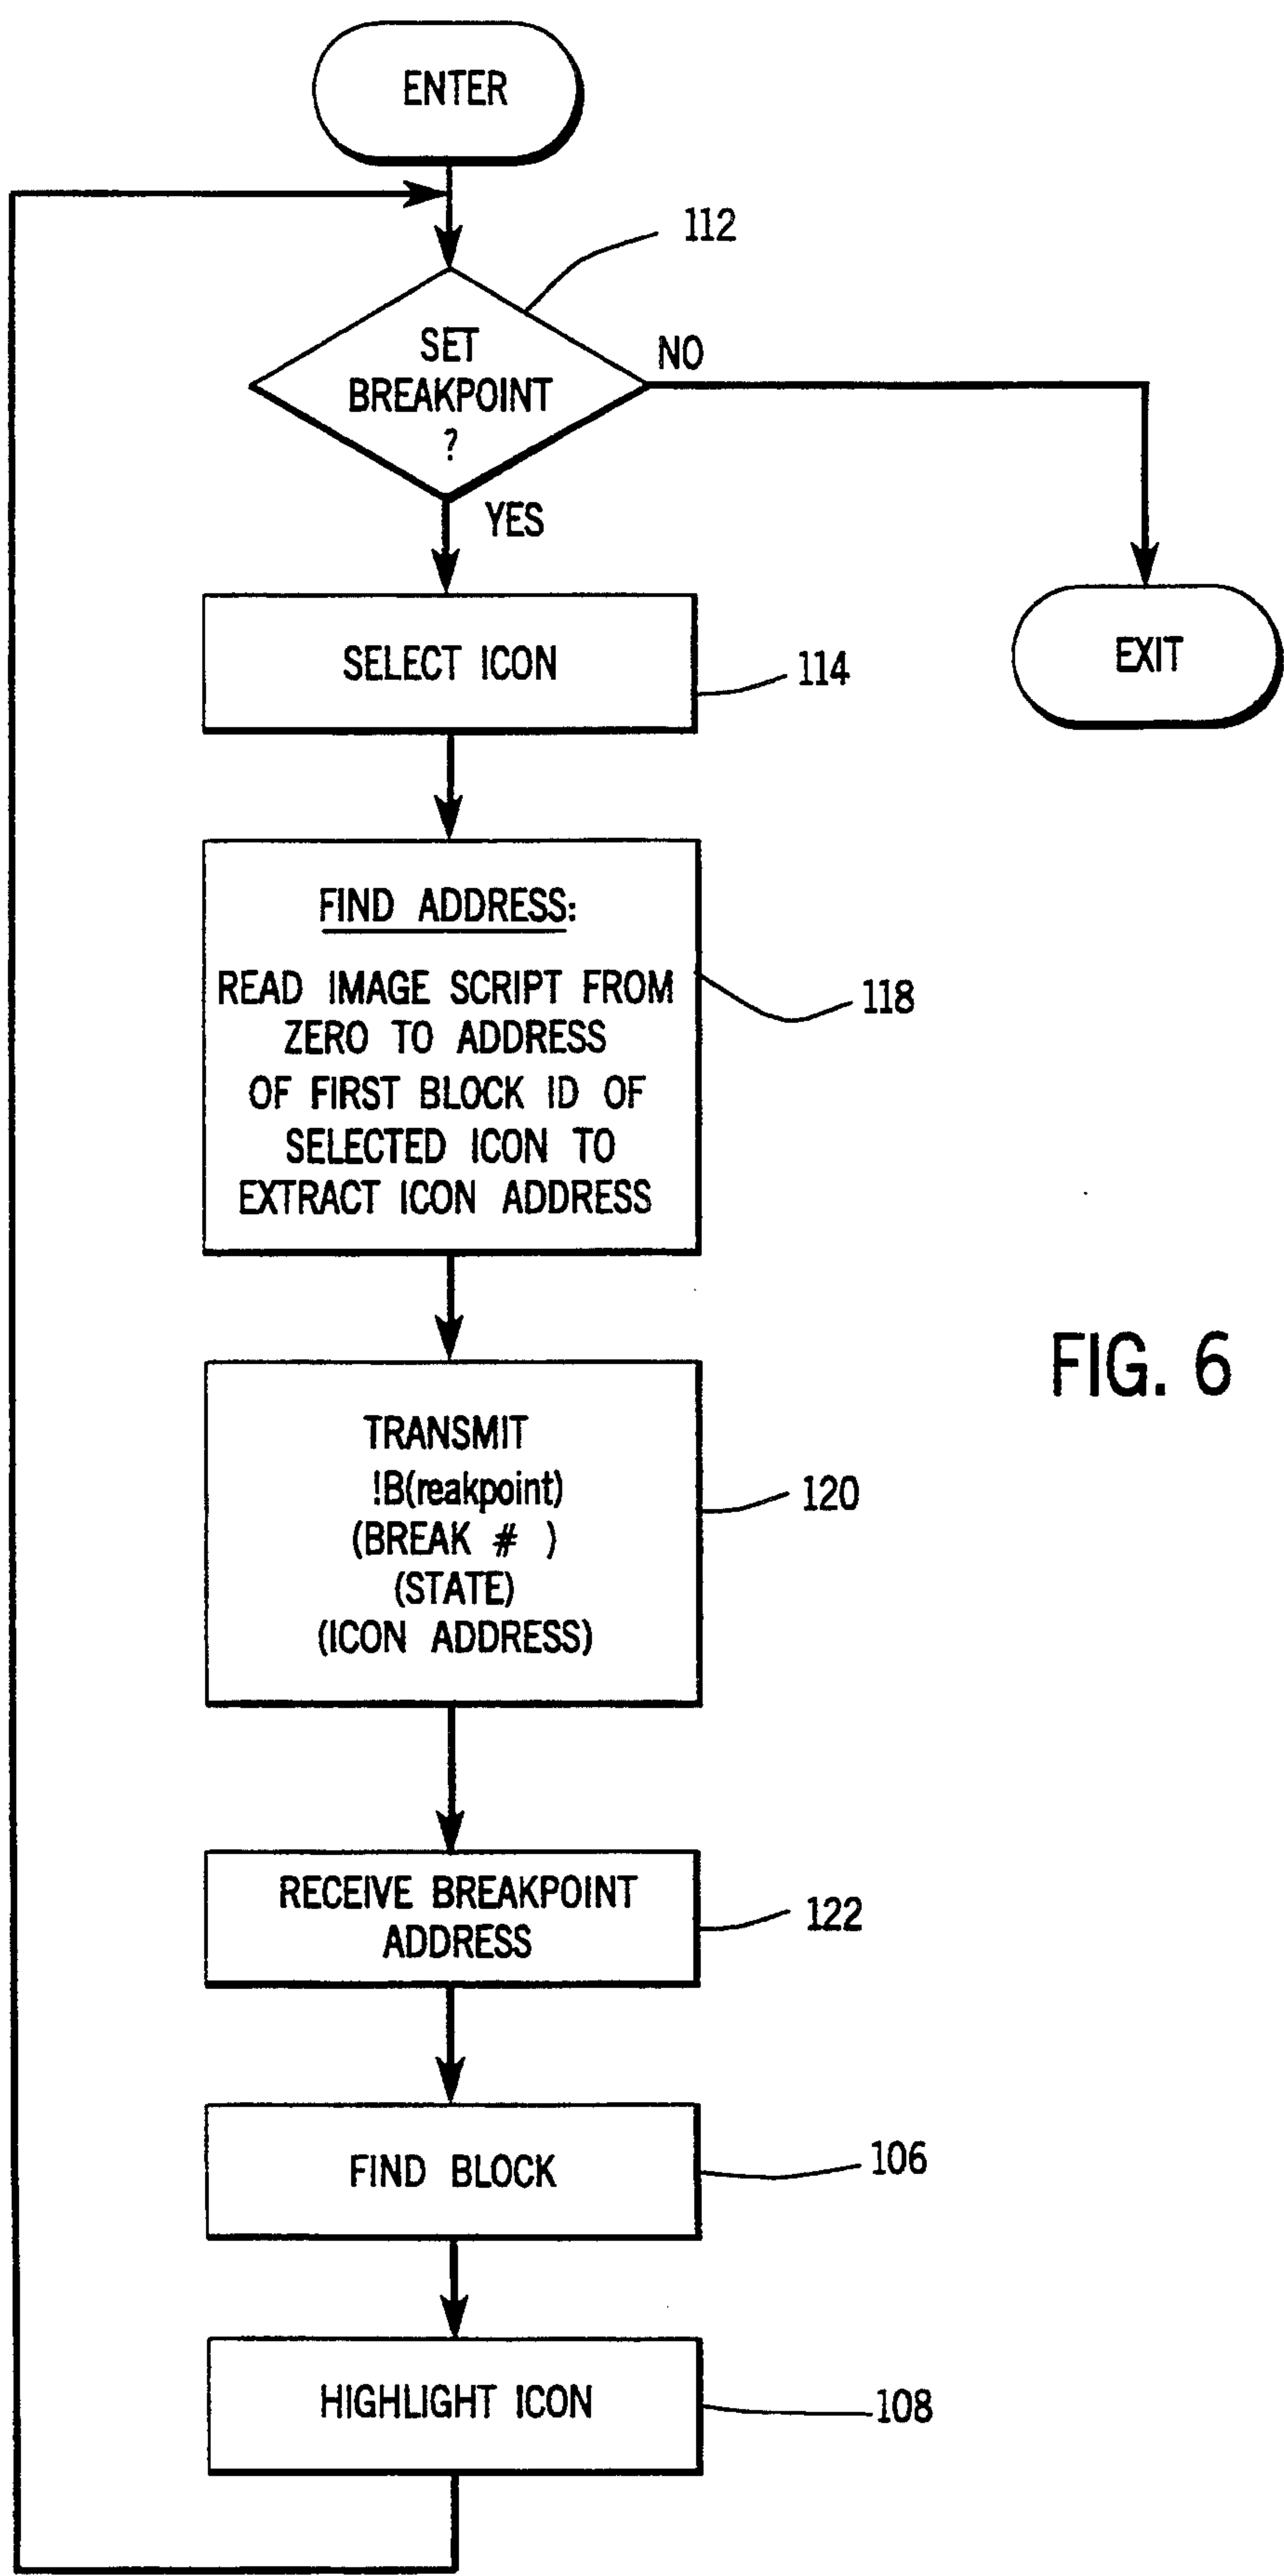 ENTER
112
SET
BREAKPOINT
?
NO
YES
SELECT ICON
114
EXIT
FIND ADDRESS:
READ IMAGE SCRIPT FROM
ZERO TO ADDRESS
OF FIRST BLOCK ID OF
SELECTED ICON TO
EXTRACT ICON ADDRESS
118
FIG. 6
TRANSMIT
!B(reakpoint)
(BREAK # )
(STATE)
(ICON ADDRESS)
120
RECEIVE BREAKPOINT
ADDRESS
122
FIND BLOCK
106
HIGHLIGHT ICON
108